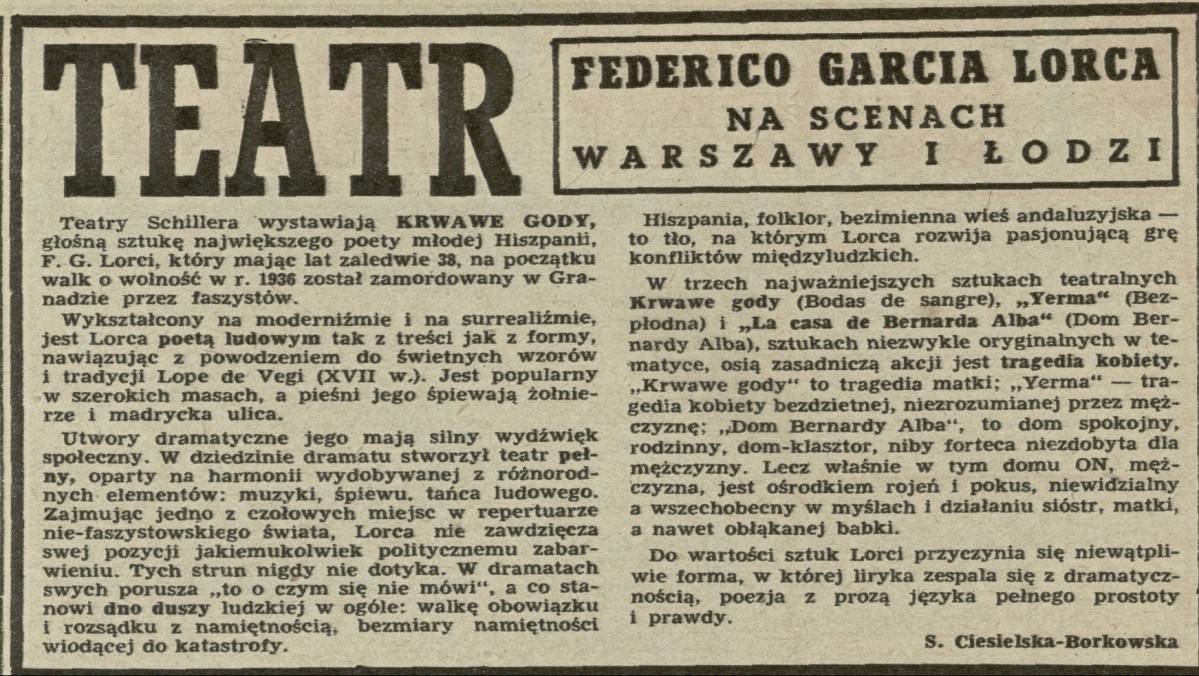 TEATR
FEDERICO GARCIA LORCA
NA SCENACH
WARSZAWY I ŁODZI
Teatry Schillera wystawiają KRWAWE GODY,
głośną sztukę największego poety młodej Hiszpanii,
F. G. Lorci, który mając lat zaledwie 38, na początku
walk o wolność w r. 1936 został zamordowany w Gra-
nadzie przez faszystów.
Wykształcony na moderniźmie i na surrealiźmie,
jest Lorca poetą ludowym tak z treści jak z formy,
nawiązując z powodzeniem do świetnych wzorów
i tradycji Lope de Vegi (XVII w.). Jest popularny
w szerokich masach, a pieśni jego śpiewają żołnie-
rze i madrycka ulica.
Utwory dramatyczne jego mają silny wydźwięk
społeczny. W dziedzinie dramatu stworzył teatr peł-
ny, oparty na harmonii wydobywanej z różnorod-
nych elementów: muzyki, śpiewu. tańca ludowego.
Zajmując jedno z czołowych miejsc w repertuarze
nie-faszystowskiego świata, Lorca nie zawdzięcza
swej pozycji jakiemukolwiek politycznemu zabar-
wieniu. Tych strun nigdy nie dotyka. W dramatach
swych porusza „to o czym się nie mówi“, a co sta-
nowi dno duszy ludzkiej w ogóle: walkę obowiązku
i rozsądku z namiętnością, bezmiary namiętności
wiodącej do katastrofy.
Hiszpania, folklor, bezimienna wieś andaluzyjska —
to tło, na którym Lorca rozwija pasjonującą grę
konfliktów międzyludzkich.
W trzech najważniejszych sztukach teatralnych
Krwawe gody (Bodas de sangre), „Yerma“ (Bez-
płodna) i „La casa de Bernarda Alba“ (Dom Ber-
nardy Alba), sztukach niezwykle oryginalnych w te-
matyce, osią zasadniczą akcji jest tragedia kobiety.
„Krwawe gody“ to tragedia matki; „Yerma“ — tra-
gedia kobiety bezdzietnej, niezrozumianej przez męż-
czyznę; „Dom Bernardy Alba“, to dom spokojny,
rodzinny, dom-klasztor, niby forteca niezdobyta dla
mężczyzny. Lecz właśnie w tym domu ON, męż-
czyzna, jest ośrodkiem rojeń i pokus, niewidzialny
a wszechobecny w myślach i działaniu sióstr, matki,
a nawet obłąkanej babki.
Do wartości sztuk Lorci przyczynia się niewątpli-
wie forma, w której liryka zespala się z dramatycz-
nością, poezja z prozą języka pełnego prostoty
i prawdy.
S. Ciesielska-Borkowska